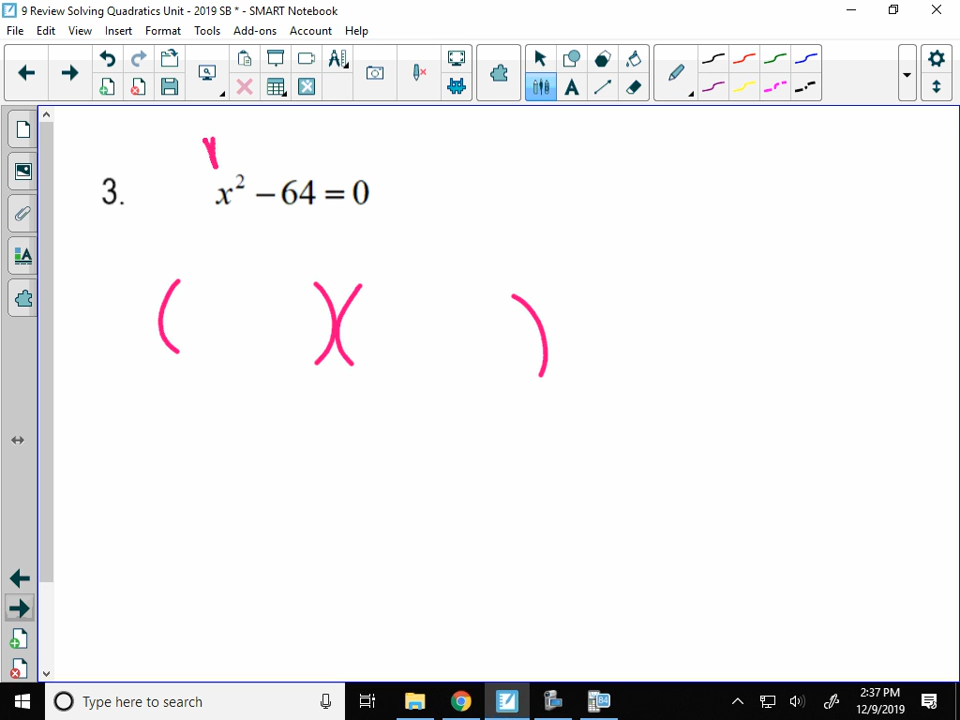 9 Review Solving Quadratics Unit - 2019 SB * - SMART Notebook
File Edit View Insert Format Tools Add-ons Account Help
3. x² − 64 = 0
( )( )
Type here to search
2:37 PM
12/9/2019